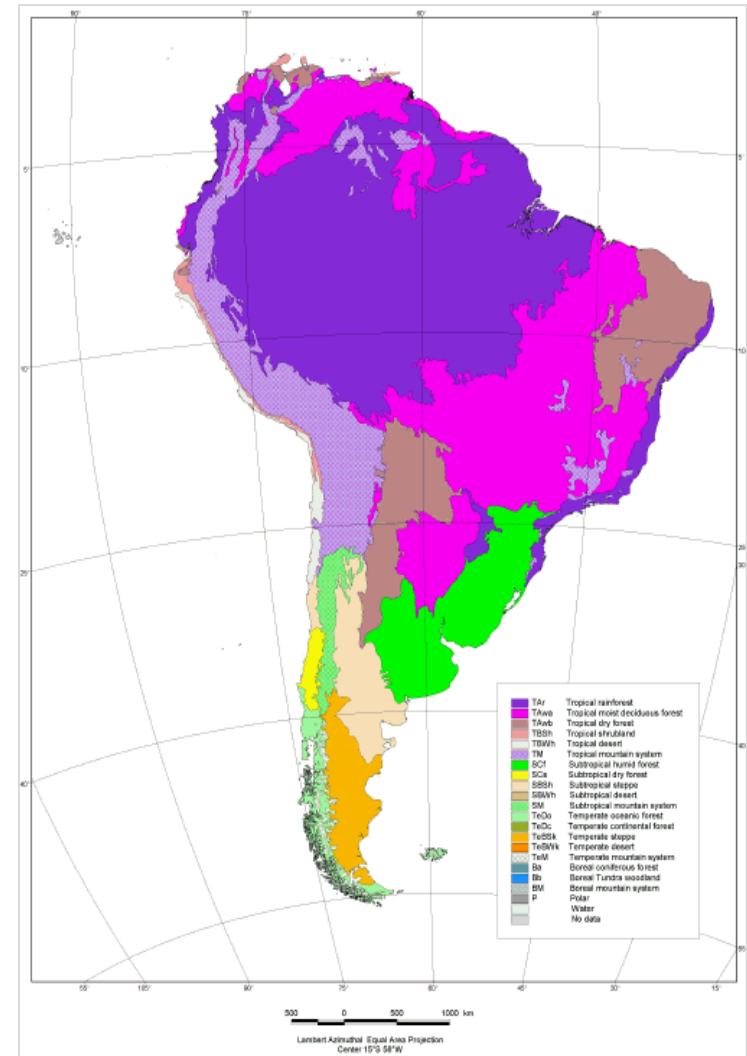 90° 75° 60° 45°
5° 5°
10° 10°
25
25 30
40
40
55
55° 105° 90° 75° 60° 45° 30° 15°
TAr Tropical rainforest
TAwa Tropical moist deciduous forest
TAwb Tropical dry forest
TBSh Tropical shrubland
TBWh Tropical desert
TM Tropical mountain system
SCf Subtropical humid forest
SCs Subtropical dry forest
SBSh Subtropical steppe
SBWh Subtropical desert
SM Subtropical mountain system
TeDo Temperate oceanic forest
TeDc Temperate continental forest
TeBSk Temperate steppe
TeBWk Temperate desert
TeM Temperate mountain system
Ba Boreal coniferous forest
Bb Boreal Tundra woodland
BM Boreal mountain system
P Polar
Water
No data
500 0 500 1000 km
Lambert Azimuthal Equal Area Projection
Center 15°S 58°W